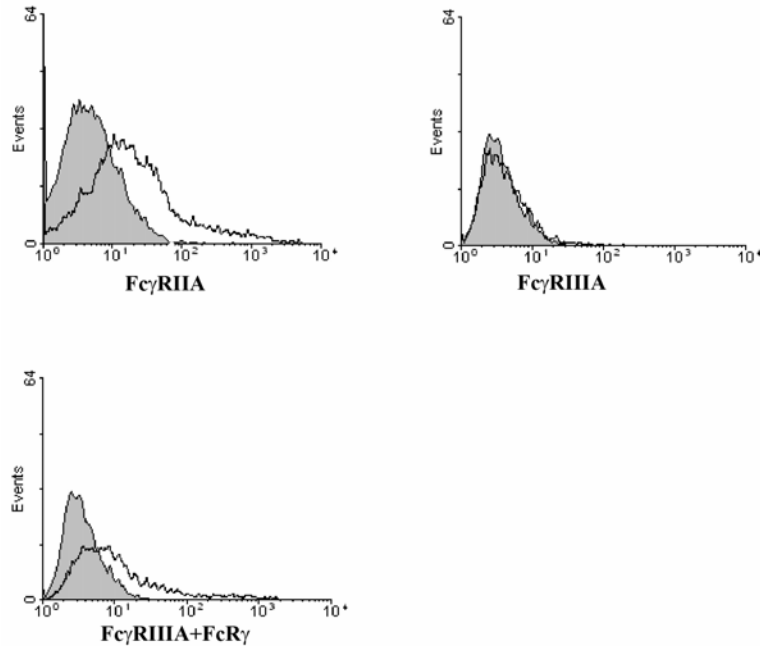 64
Events
0
10⁰ 10¹ 10² 10³ 10⁴
FcγRIIA
64
Events
0
10⁰ 10¹ 10² 10³ 10⁴
FcγRIIIA
64
Events
0
10⁰ 10¹ 10² 10³ 10⁴
FcγRIIIA+FcRγ